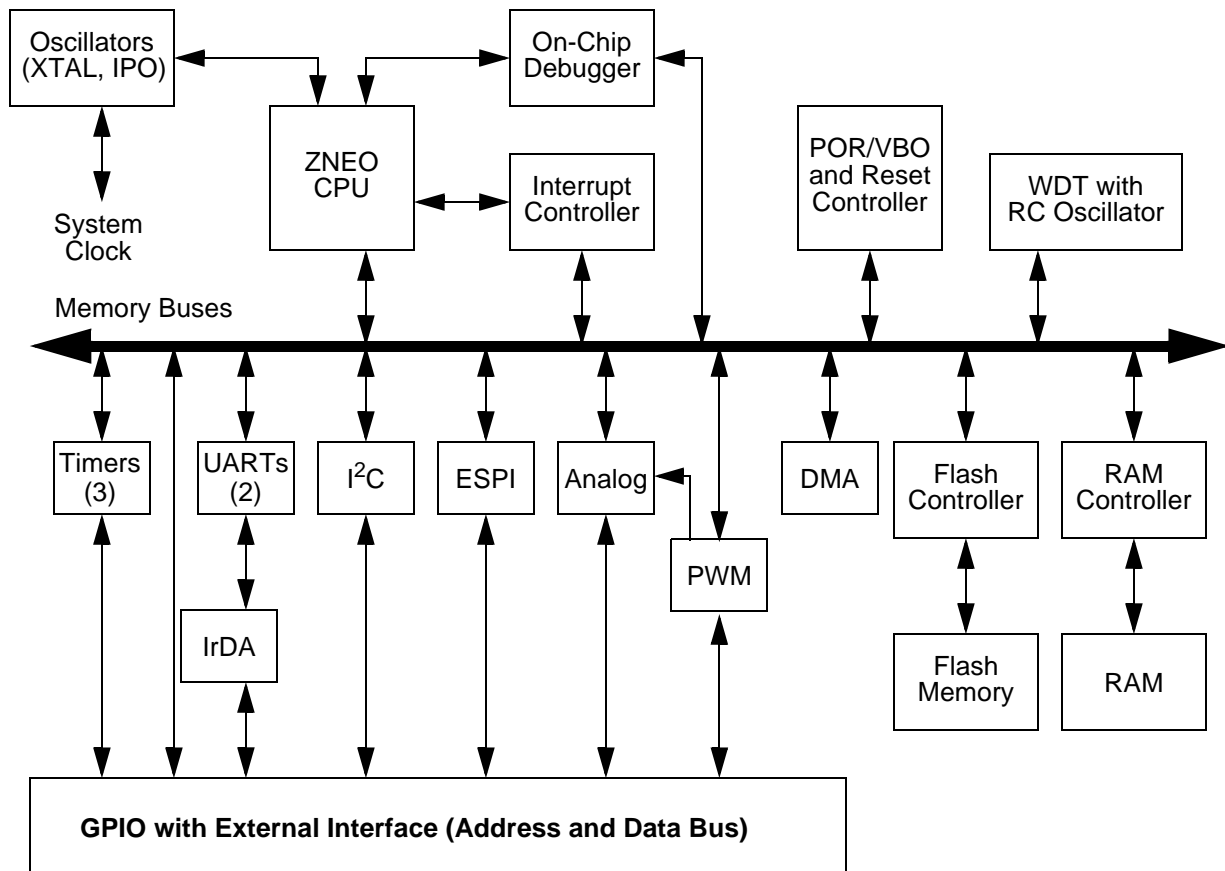 Oscillators
(XTAL, IPO)
On-Chip
Debugger
ZNEO
CPU
Interrupt
Controller
POR/VBO
and Reset
Controller
WDT with
RC Oscillator
System
Clock
Memory Buses
Timers
(3)
UARTs
(2)
I²C
ESPI
Analog
DMA
Flash
Controller
RAM
Controller
PWM
IrDA
Flash
Memory
RAM
GPIO with External Interface (Address and Data Bus)